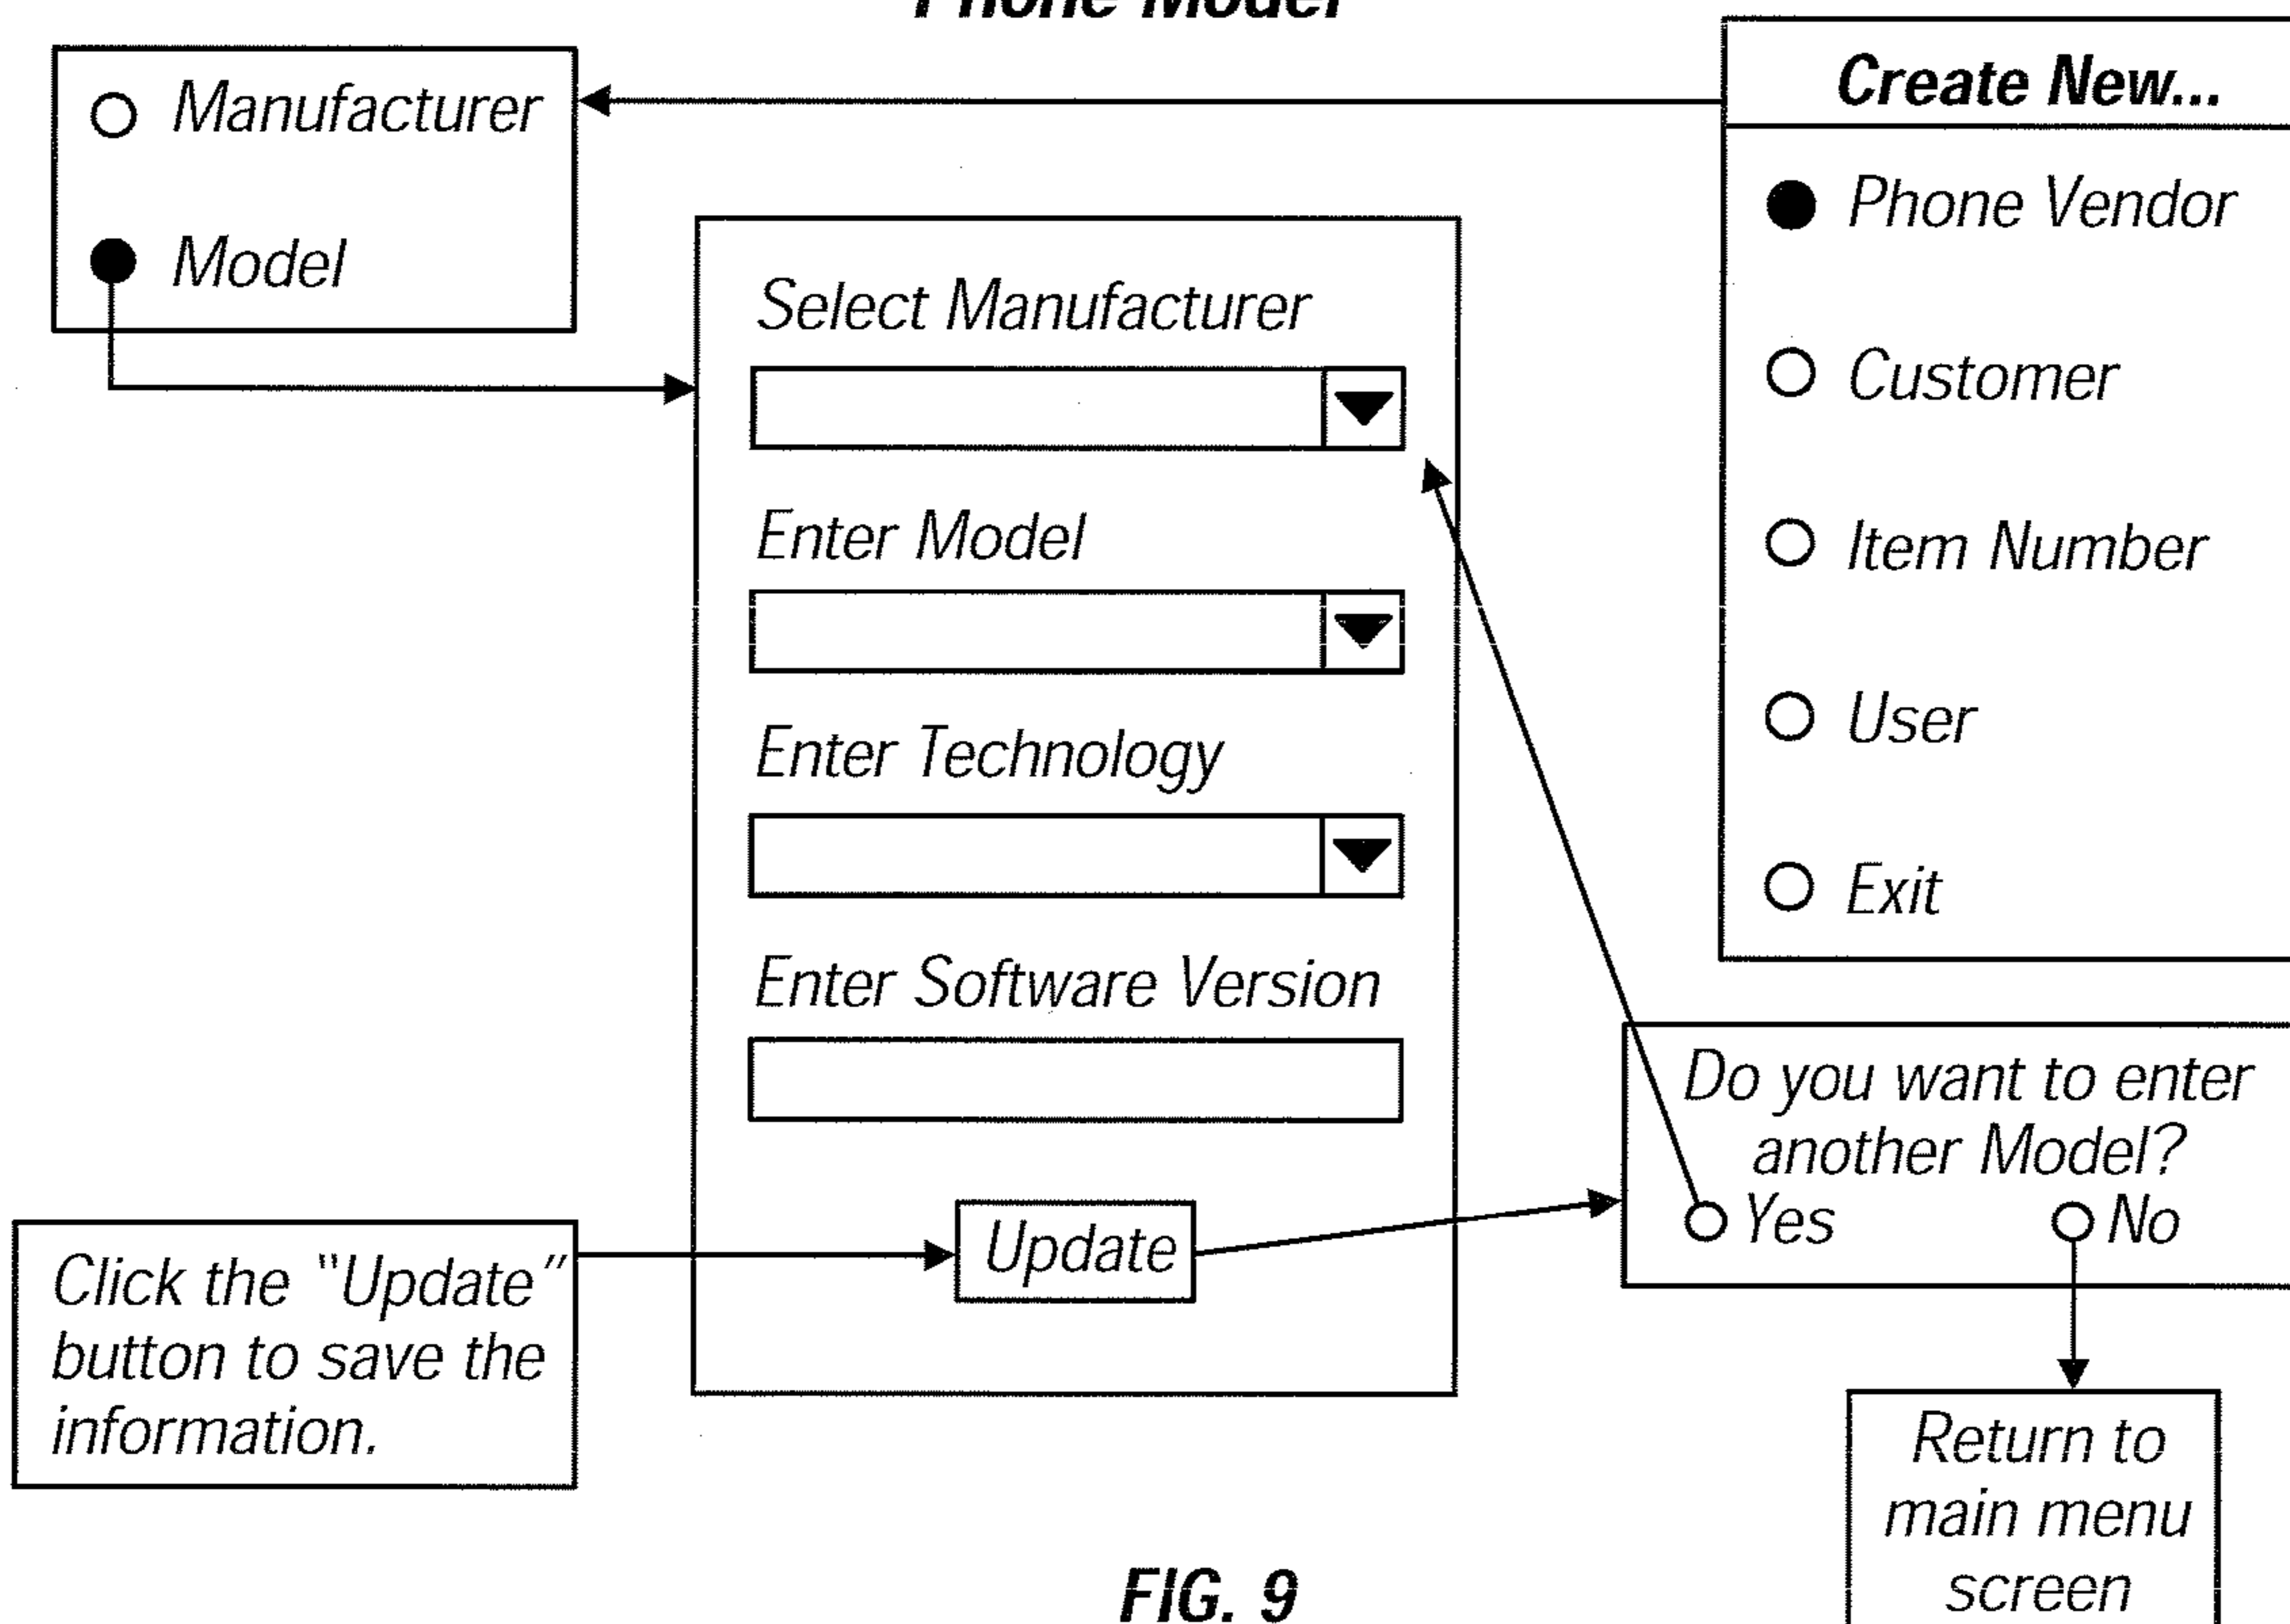 Phone Model
Manufacturer
Model
Create New...
Phone Vendor
Customer
Item Number
User
Exit
Select Manufacturer
Enter Model
Enter Technology
Enter Software Version
Update
Click the "Update"
button to save the
information.
Do you want to enter
another Model?
Yes No
Return to
main menu
screen
FIG. 9